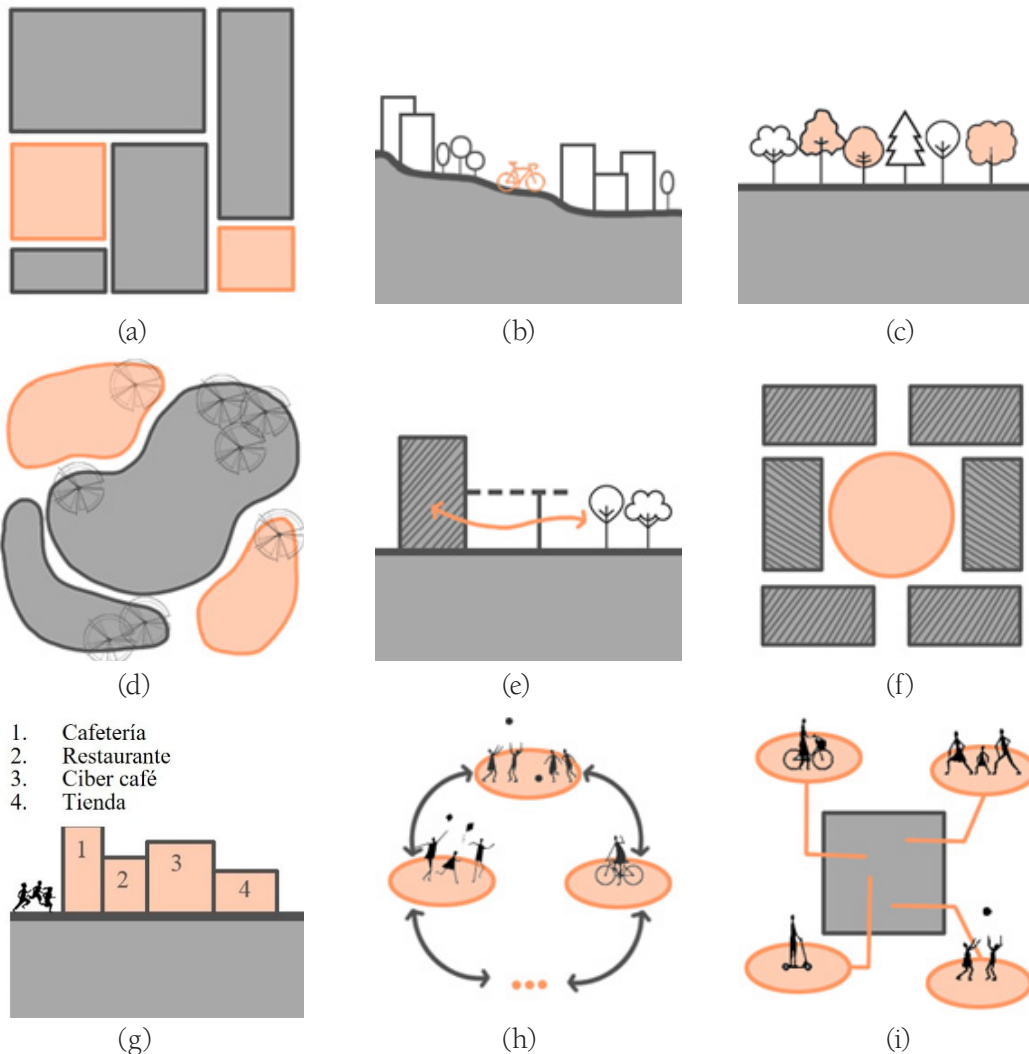 (a)
(b)
(c)
(d)
(e)
(f)
1. Cafetería
2. Restaurante
3. Ciber café
4. Tienda
1
2
3
4
(g)
(h)
(i)